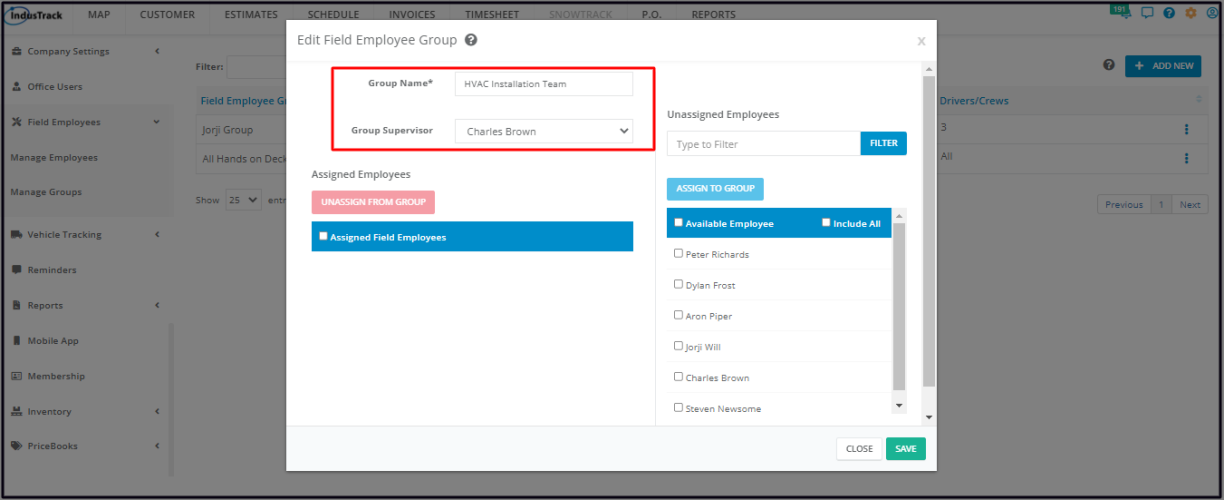 IndusTrack
MAP
CUSTOMER
ESTIMATES
SCHEDULE
INVOICES
TIMESHEET
SNOWTRACK
P.O.
REPORTS
191
Company Settings
Office Users
Field Employees
Manage Employees
Manage Groups
Vehicle Tracking
Reminders
Reports
Mobile App
Membership
Inventory
PriceBooks
Filter:
+ ADD NEW
Field Employee Gr
Drivers/Crews
Jorji Group
3
All Hands on Deck
All
Show 25 entr
Previous 1 Next
Edit Field Employee Group ?
x
Group Name* HVAC Installation Team
Group Supervisor Charles Brown
Assigned Employees
UNASSIGN FROM GROUP
Assigned Field Employees
Unassigned Employees
Type to Filter FILTER
ASSIGN TO GROUP
Available Employee Include All
Peter Richards
Dylan Frost
Aron Piper
Jorji Will
Charles Brown
Steven Newsome
CLOSE SAVE